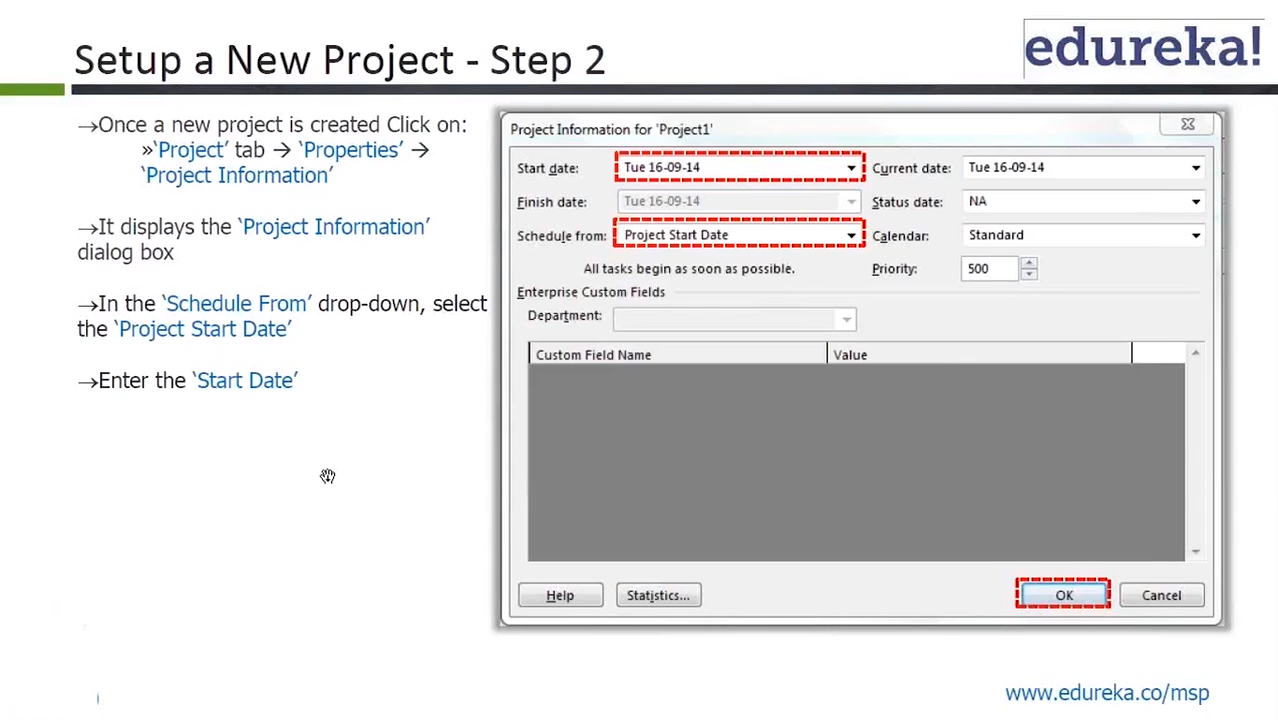 Setup a New Project - Step 2
edureka!
→Once a new project is created Click on:
»‘Project’ tab → ‘Properties’ →
‘Project Information’
→It displays the ‘Project Information’
dialog box
→In the ‘Schedule From’ drop-down, select
the ‘Project Start Date’
→Enter the ‘Start Date’
Project Information for 'Project1'
Start date: Tue 16-09-14 Current date: Tue 16-09-14
Finish date: Tue 16-09-14 Status date: NA
Schedule from: Project Start Date Calendar: Standard
All tasks begin as soon as possible. Priority: 500
Enterprise Custom Fields
Department:
Custom Field Name Value
Help Statistics... OK Cancel
www.edureka.co/msp